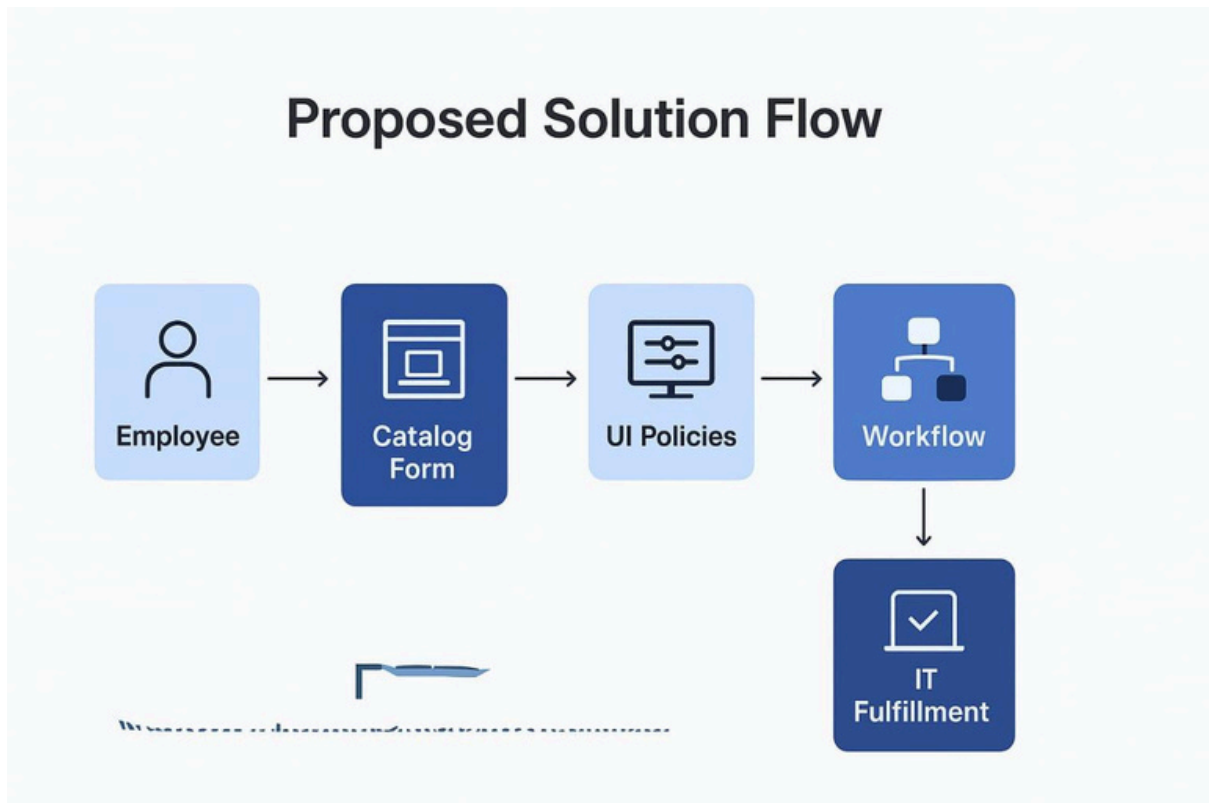 Proposed Solution Flow
Employee
Catalog
Form
UI Policies
Workflow
IT
Fulfillment